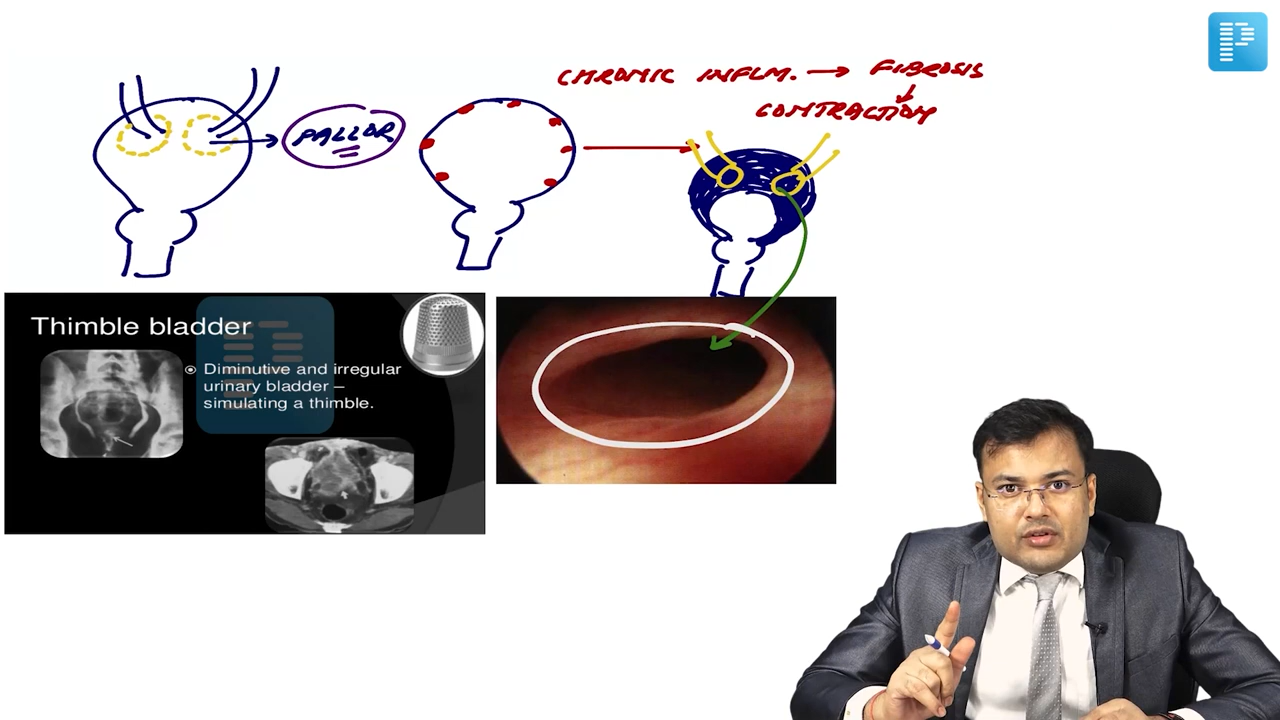 CHRONIC INFLM. → FIBROSIS
CONTRACTION
PALLOR
Thimble bladder
Diminutive and irregular
urinary bladder –
simulating a thimble.
P